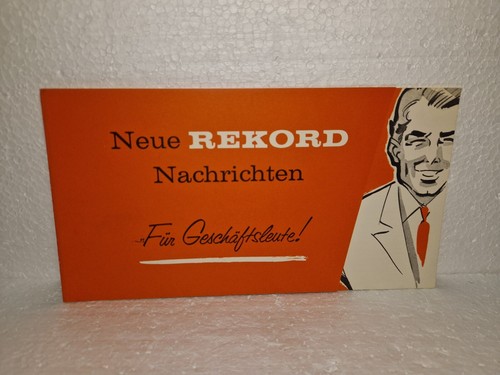 Neue REKORD
Nachrichten
Für Geschäftsleute!